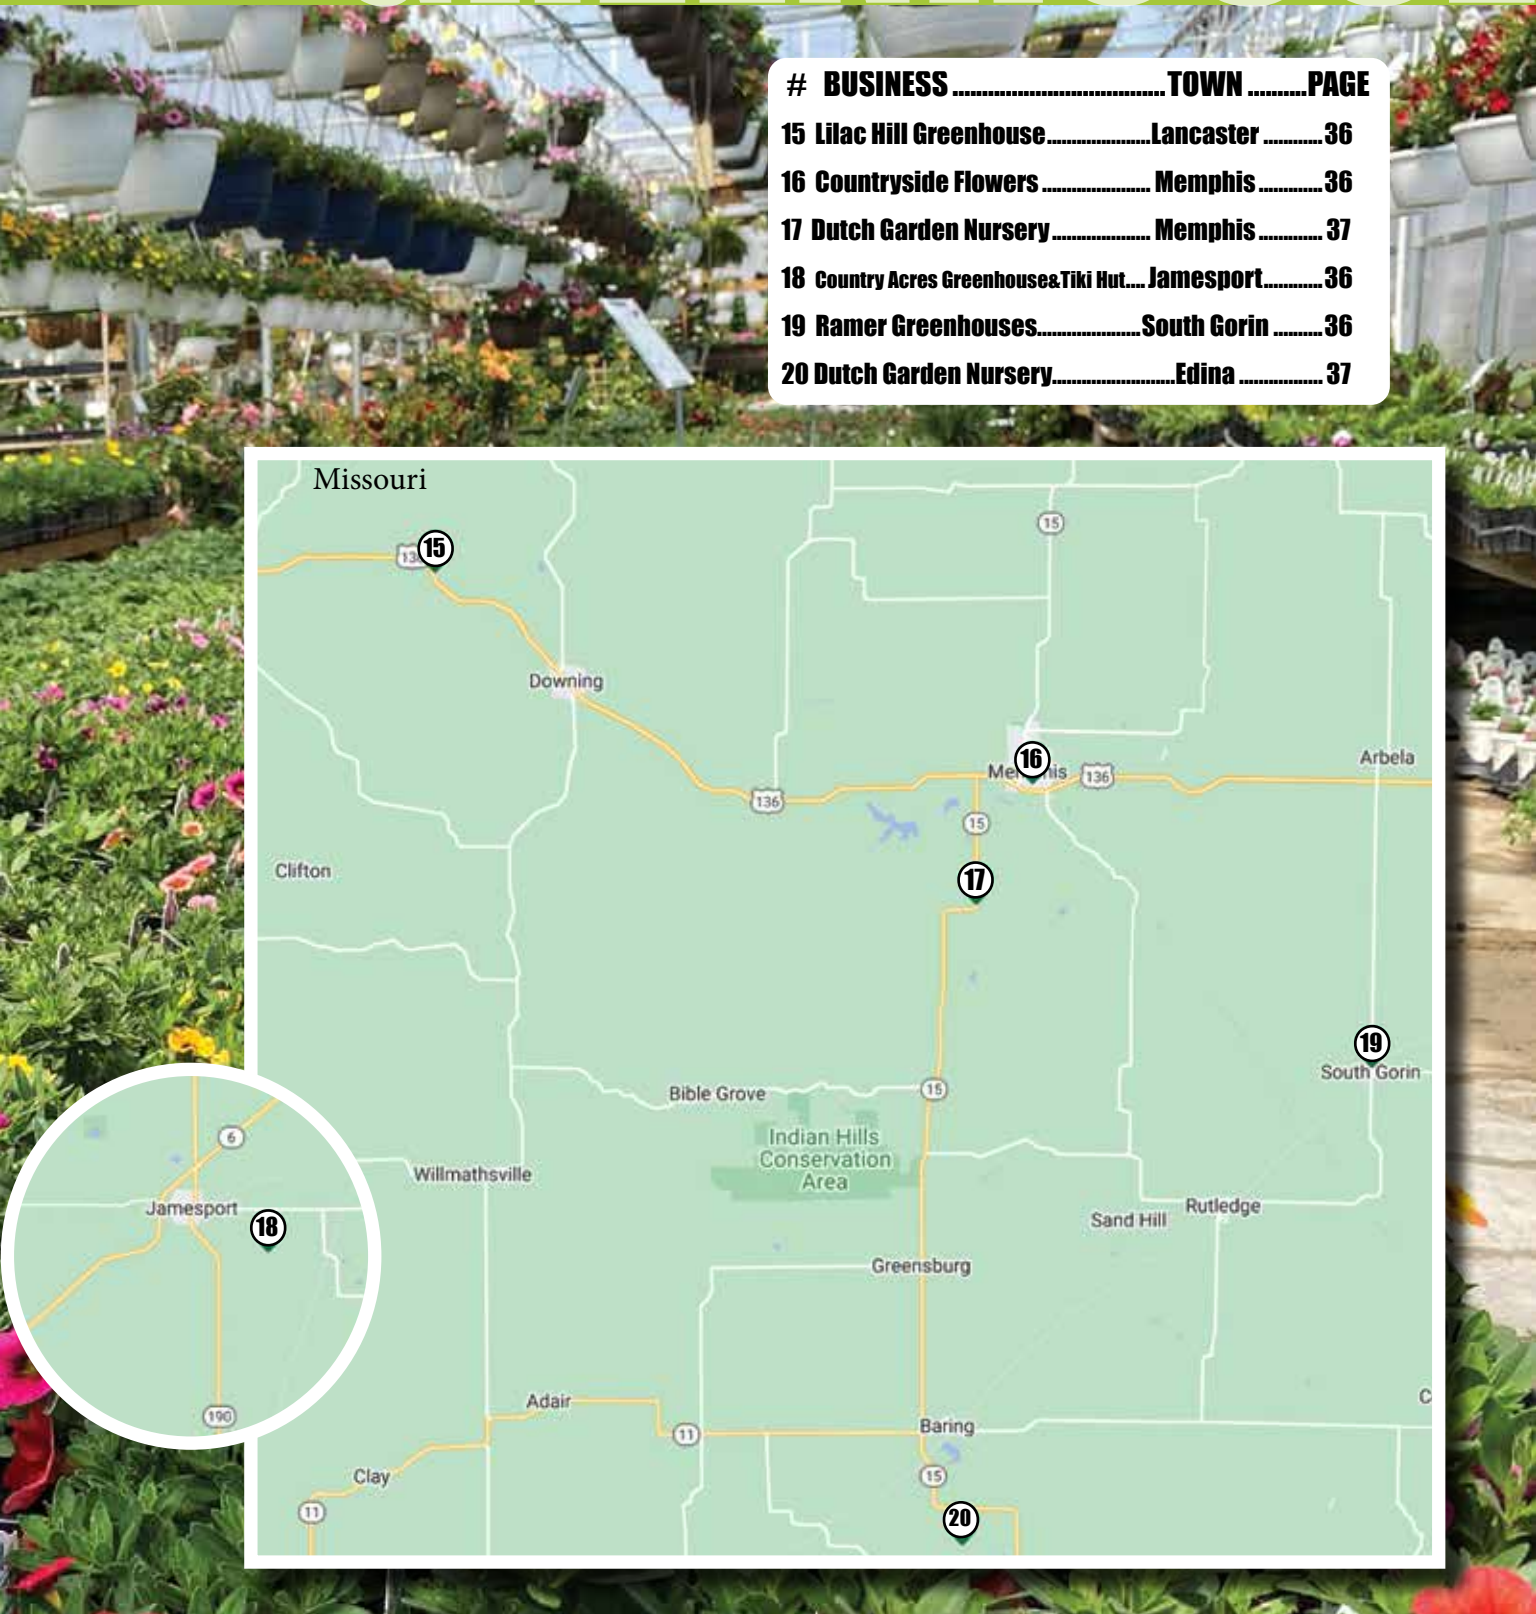 # BUSINESS ................................... TOWN .......... PAGE
15 Lilac Hill Greenhouse...................... Lancaster ............ 36
16 Countryside Flowers ....................... Memphis ............. 36
17 Dutch Garden Nursery ..................... Memphis ............. 37
18 Country Acres Greenhouse&Tiki Hut.... Jamesport............ 36
19 Ramer Greenhouses...................... South Gorin .......... 36
20 Dutch Garden Nursery.......................... Edina ................. 37
Missouri
15
15
Downing
16
136
Arbela
136
15
Clifton
17
19
South Gorin
Bible Grove
15
6
Indian Hills
Conservation
Area
Willmathsville
Jamesport
18
Rutledge
Sand Hill
Greensburg
Adair
190
Baring
11
Clay
15
11
20